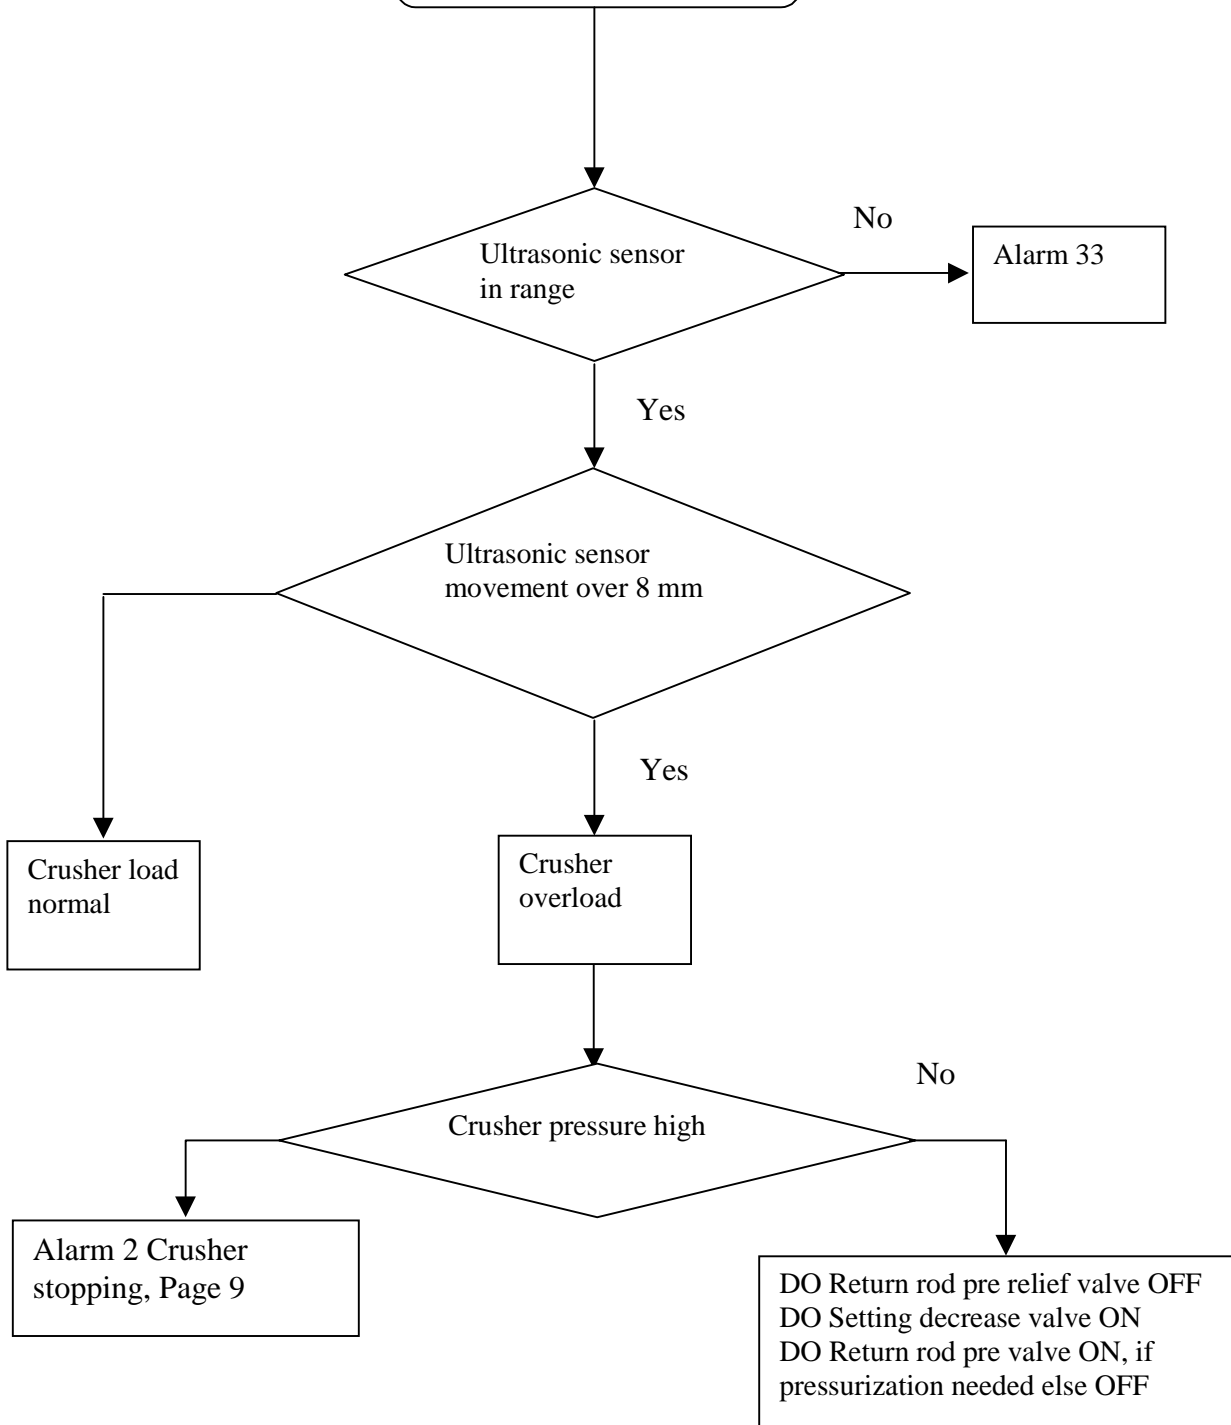 No
Ultrasonic sensor
in range
Alarm 33
Yes
Ultrasonic sensor
movement over 8 mm
Yes
Crusher load
normal
Crusher
overload
No
Crusher pressure high
Alarm 2 Crusher
stopping, Page 9
DO Return rod pre relief valve OFF
DO Setting decrease valve ON
DO Return rod pre valve ON, if
pressurization needed else OFF